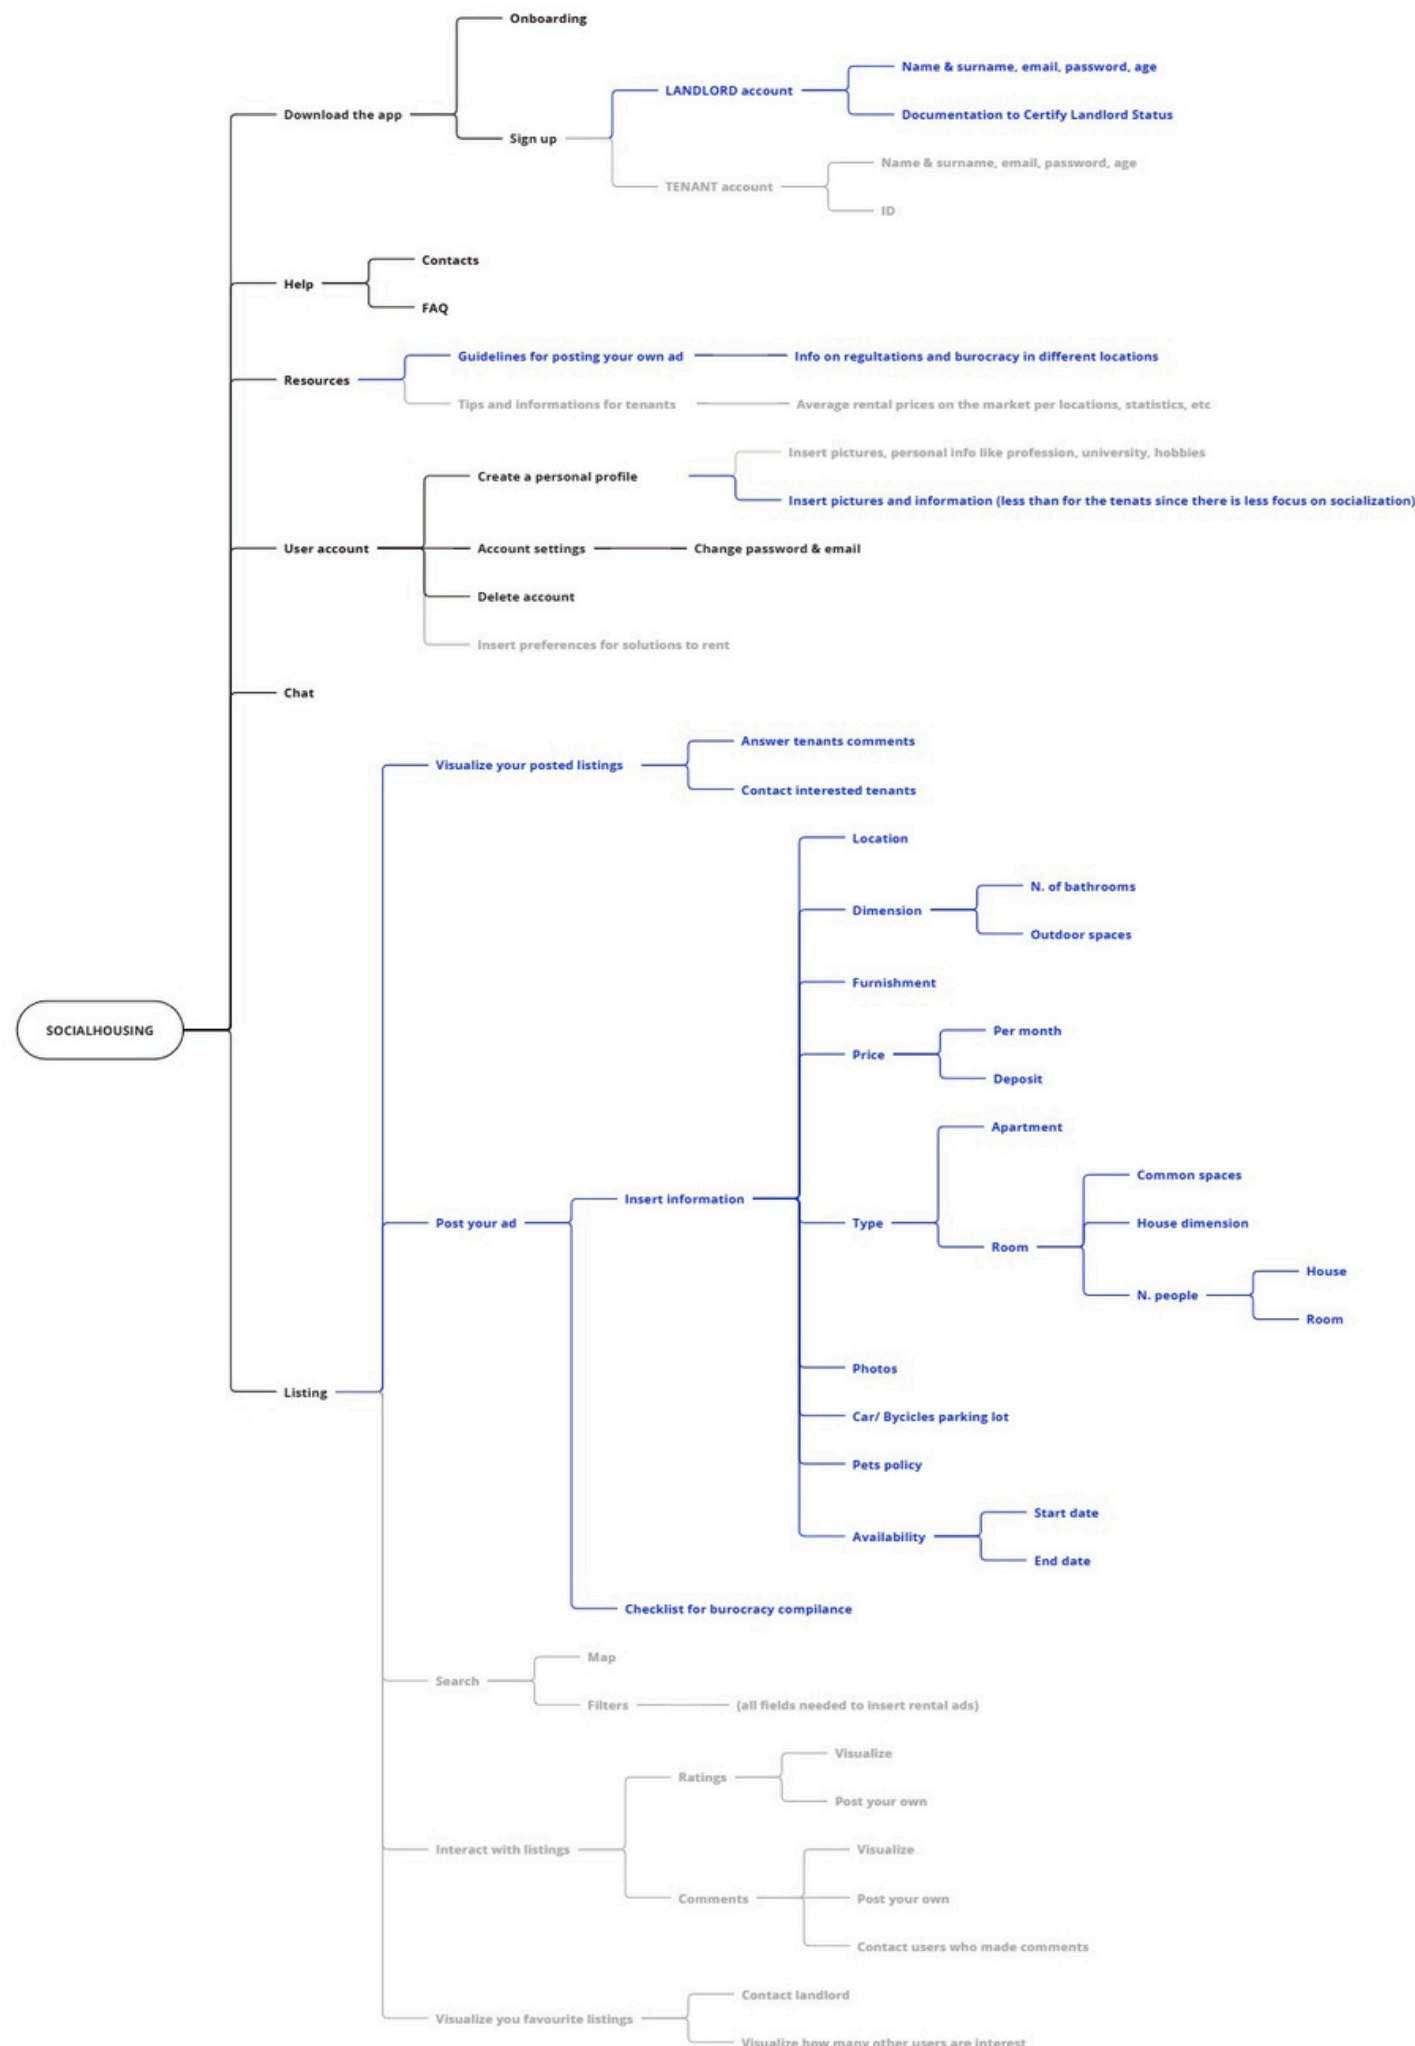 Onboarding
Name & surname, email, password, age
LANDLORD account
Download the app
Documentation to Certify Landlord Status
Sign up
Name & surname, email, password, age
TENANT account
ID
Contacts
Help
FAQ
Guidelines for posting your own ad
Info on regultations and burocracy in different locations
Resources
Tips and informations for tenants
Average rental prices on the market per locations, statistics, etc
Insert pictures, personal info like profession, university, hobbies
Create a personal profile
Insert pictures and information (less than for the tenats since there is less focus on socialization)
User account
Account settings
Change password & email
Delete account
Insert preferences for solutions to rent
Chat
Answer tenants comments
Visualize your posted listings
Contact interested tenants
Location
N. of bathrooms
Dimension
Outdoor spaces
Furnishment
SOCIALHOUSING
Per month
Price
Deposit
Apartment
Common spaces
Insert information
Post your ad
Type
House dimension
Room
House
N. people
Room
Photos
Listing
Car/ Bycicles parking lot
Pets policy
Start date
Availability
End date
Checklist for burocracy compilance
Map
Search
Filters
(all fields needed to insert rental ads)
Visualize
Ratings
Post your own
Interact with listings
Visualize
Comments
Post your own
Contact users who made comments
Contact landlord
Visualize you favourite listings
Visualize how many other users are interest